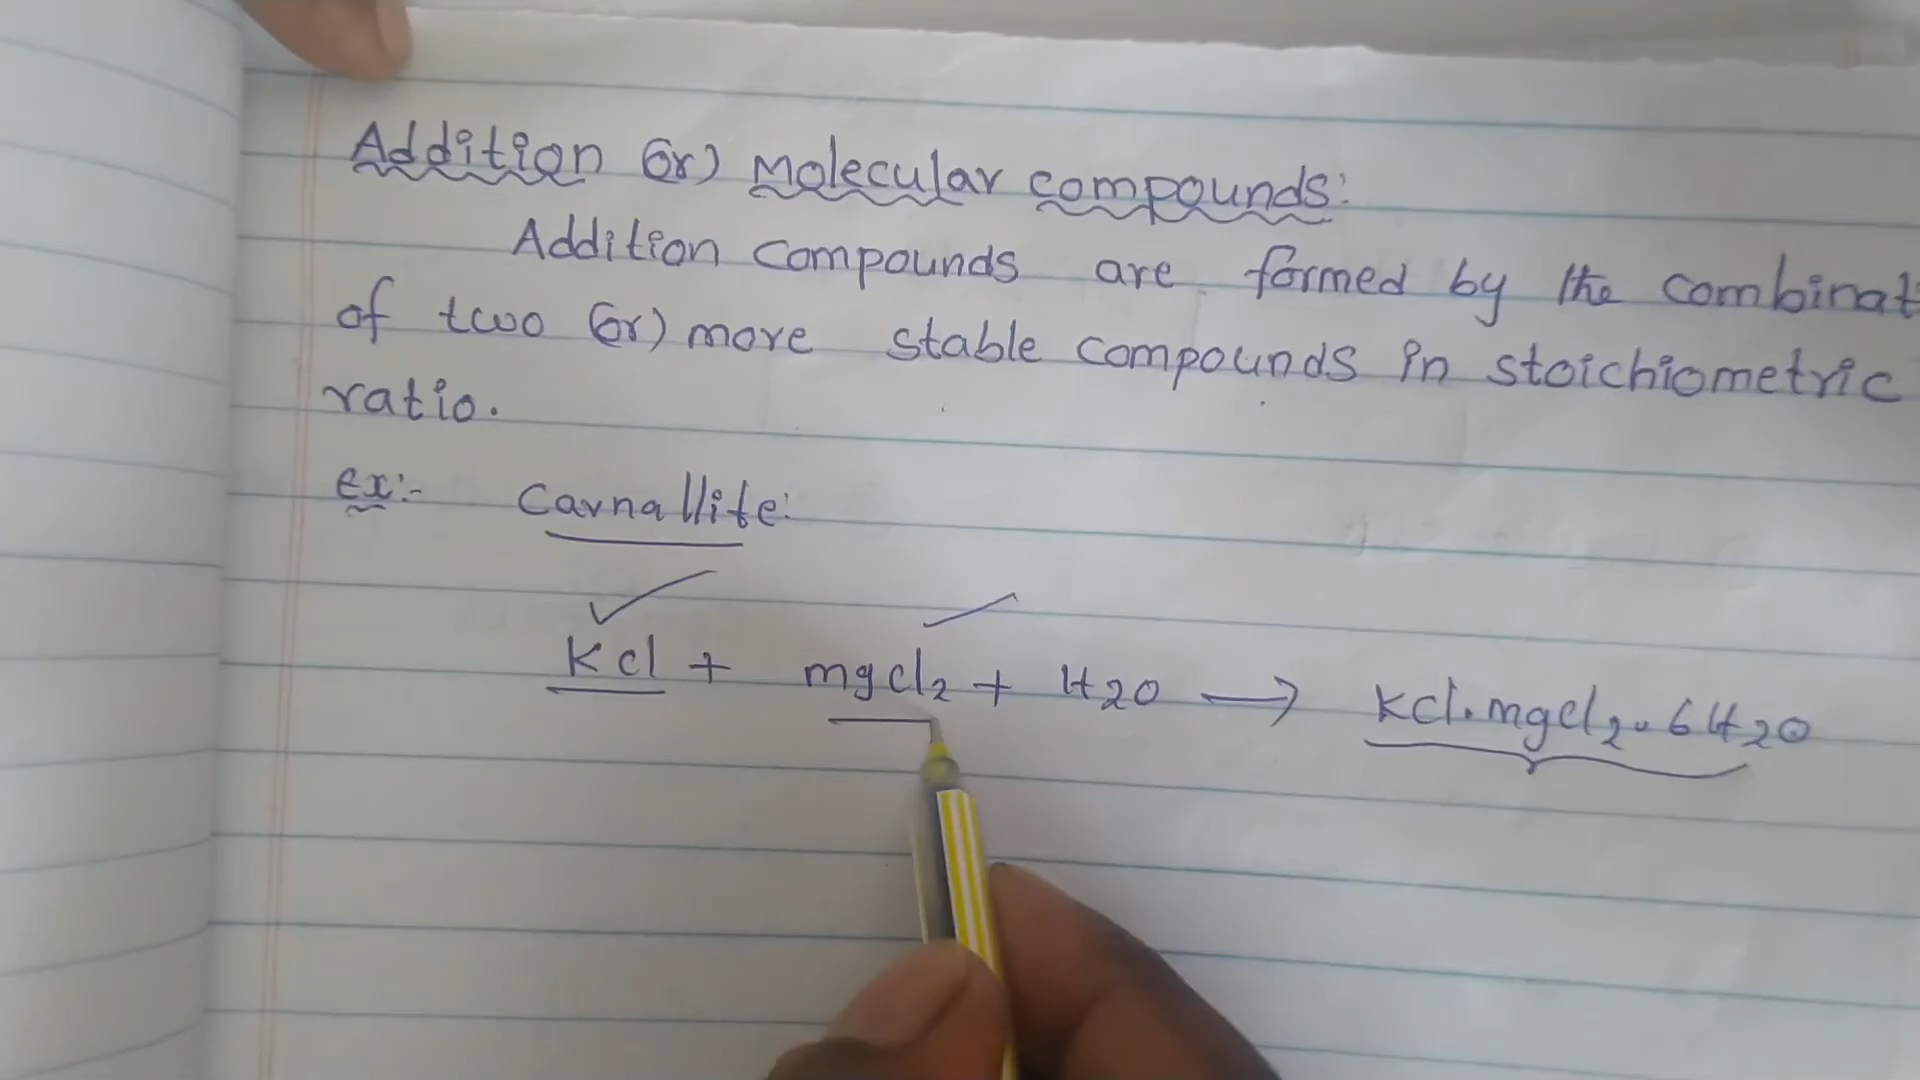 Addition (or) Molecular compounds:
Addition compounds are formed by the combinat
of two (or) more stable compounds in stoichiometric
ratio.
ex:- Carnallite:
KCl + mgcl2 + H2O → KCl.mgcl2.6H2O